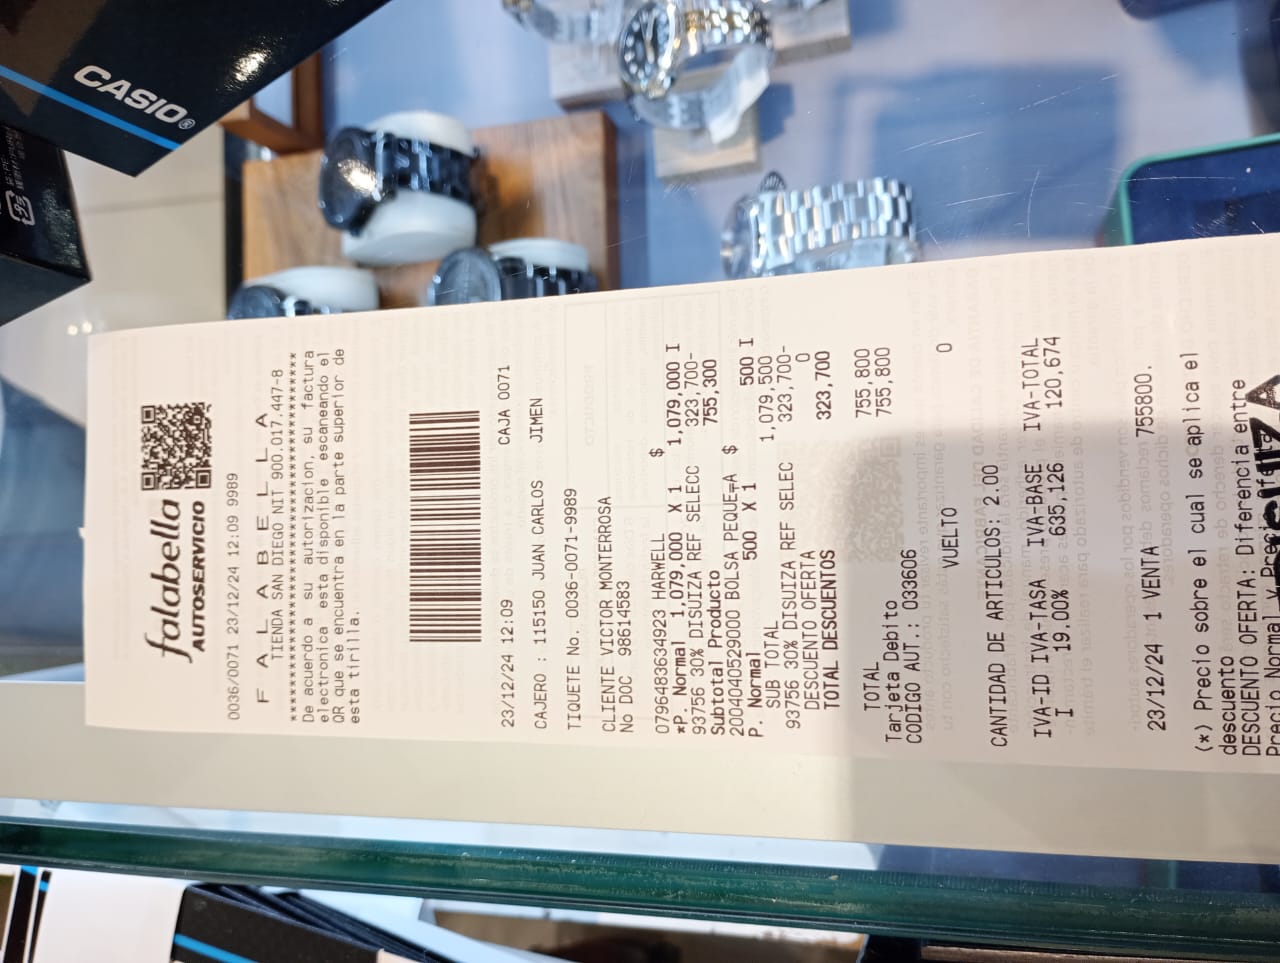 CASIO®
falabella
AUTOSERVICIO
0036/0071 23/12/24 12:09 9989
F A L A B E L L A
TIENDA SAN DIEGO NIT 900.017.447-8
****************************************
De acuerdo a su autorizacion, su factura
electronica esta disponible escaneando el
QR que se encuentra en la parte superior de
esta tirilla.
23/12/24 12:09 CAJA 0071
CAJERO : 115150 JUAN CARLOS JIMEN
TIQUETE No. 0036-0071-9989
CLIENTE VICTOR MONTERROSA
No DOC 98614583
0796483634923 HARWELL $
*P. Normal 1,079,000 X 1 1,079,000 I
93756 30% DISUIZA REF SELECC 323,700-
Subtotal Producto 755,300
2004040529000 BOLSA PEQUE┬A $
P. Normal 500 X 1 500 I
SUB TOTAL 1,079,500
93756 30% DISUIZA REF SELEC 323,700-
DESCUENTO OFERTA 0
TOTAL DESCUENTOS 323,700
TOTAL 755,800
Tarjeta Debito 755,800
CODIGO AUT.: 033606
VUELTO 0
CANTIDAD DE ARTICULOS: 2.00
IVA-ID IVA-TASA IVA-BASE IVA-TOTAL
I 19.00% 635,126 120,674
23/12/24 1 VENTA 755800.
(*) Precio sobre el cual se aplica el
descuento
DESCUENTO OFERTA: Diferencia entre
Precio Normal y Precio